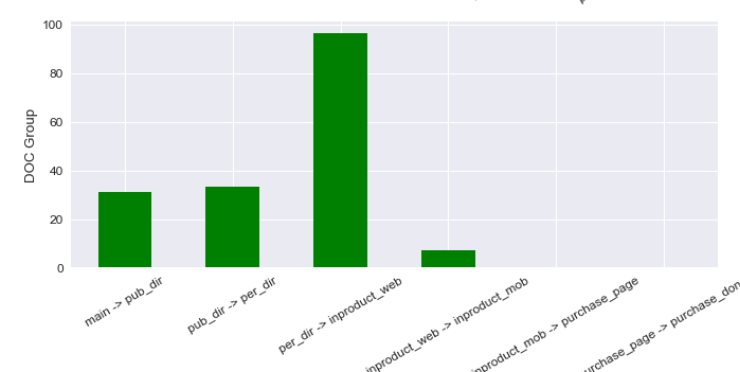 100
80
60
40
20
0
DOC Group
main -> pub_dir
pub_dir -> per_dir
per_dir -> inproduct_web
inproduct_web -> inproduct_mob
inproduct_mob -> purchase_page
-> purchase_don